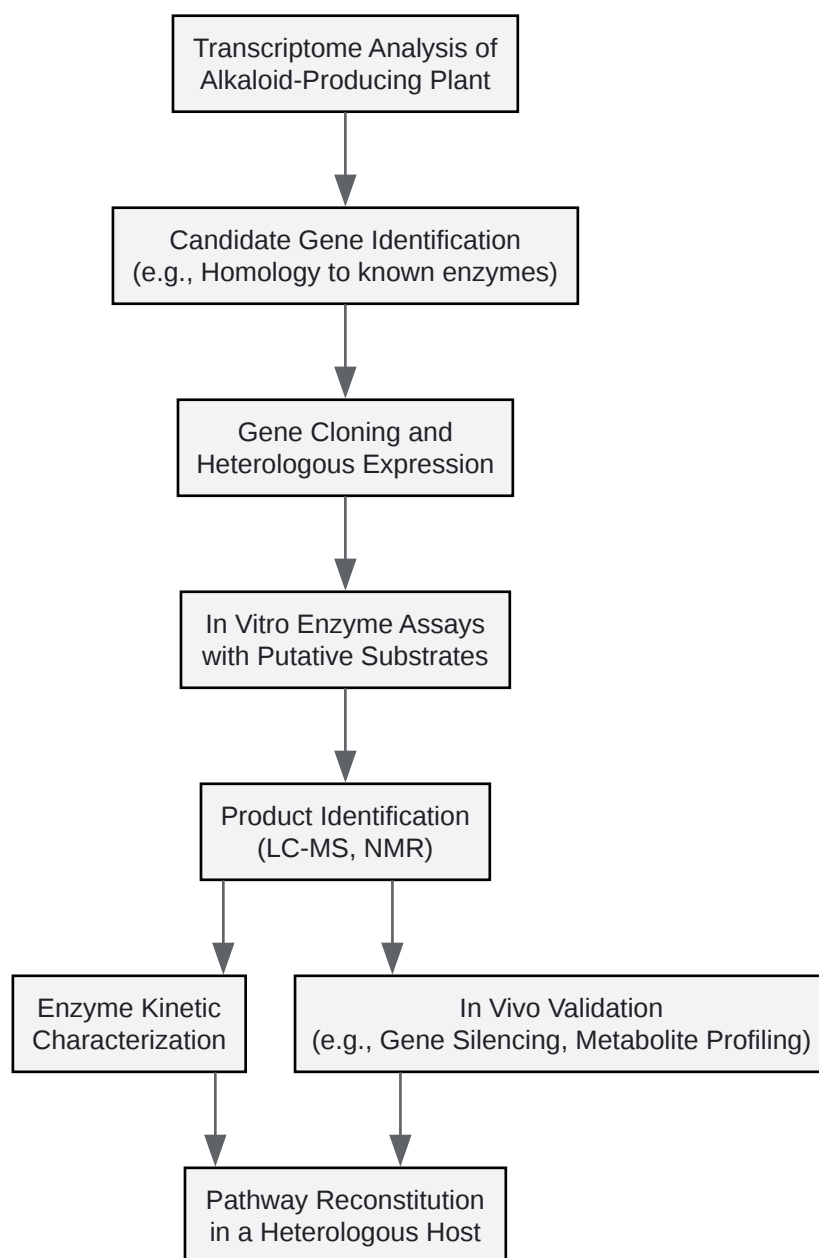 Transcriptome Analysis of
Alkaloid-Producing Plant
Candidate Gene Identification
(e.g., Homology to known enzymes)
Gene Cloning and
Heterologous Expression
In Vitro Enzyme Assays
with Putative Substrates
Product Identification
(LC-MS, NMR)
Enzyme Kinetic
Characterization
In Vivo Validation
(e.g., Gene Silencing, Metabolite Profiling)
Pathway Reconstitution
in a Heterologous Host